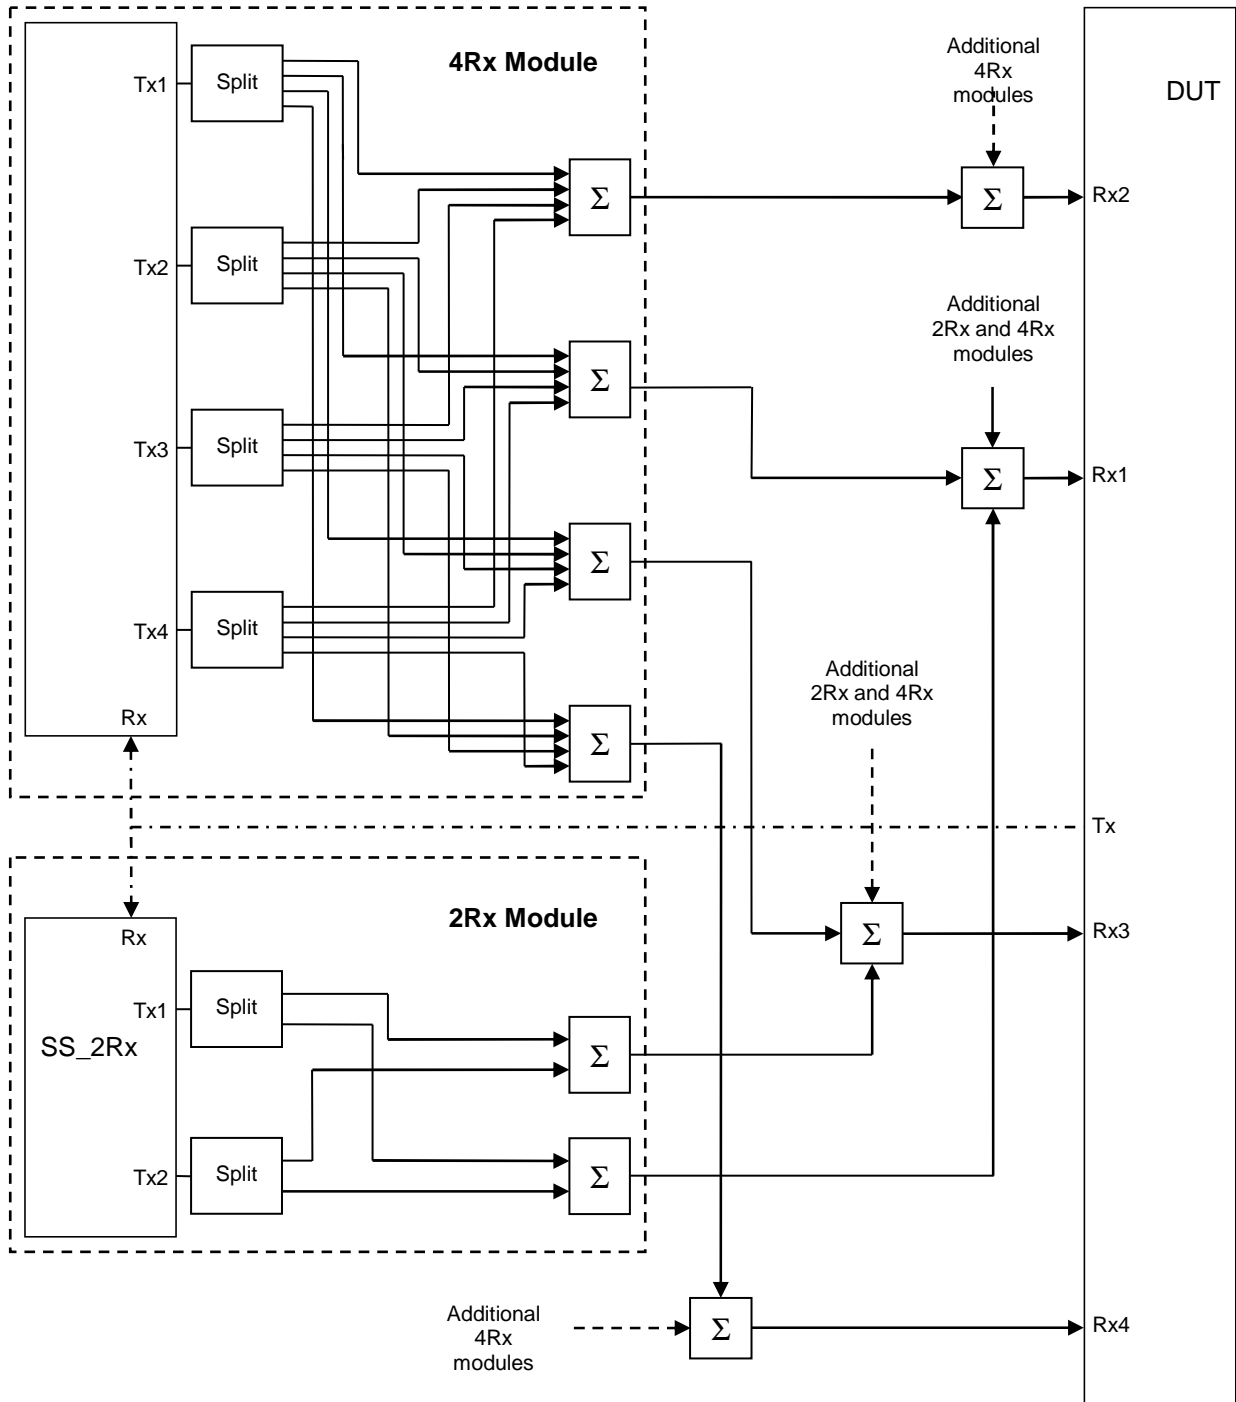 4Rx Module
Additional
4Rx
modules
DUT
Tx1
Split
Σ
Σ
Rx2
Tx2
Split
Additional
2Rx and 4Rx
modules
Σ
Tx3
Split
Σ
Rx1
Σ
Tx4
Split
Additional
2Rx and 4Rx
modules
Rx
Σ
Tx
2Rx Module
Rx
Σ
Rx3
Tx1
Split
SS_2Rx
Σ
Tx2
Split
Σ
Additional
4Rx
modules
Σ
Rx4